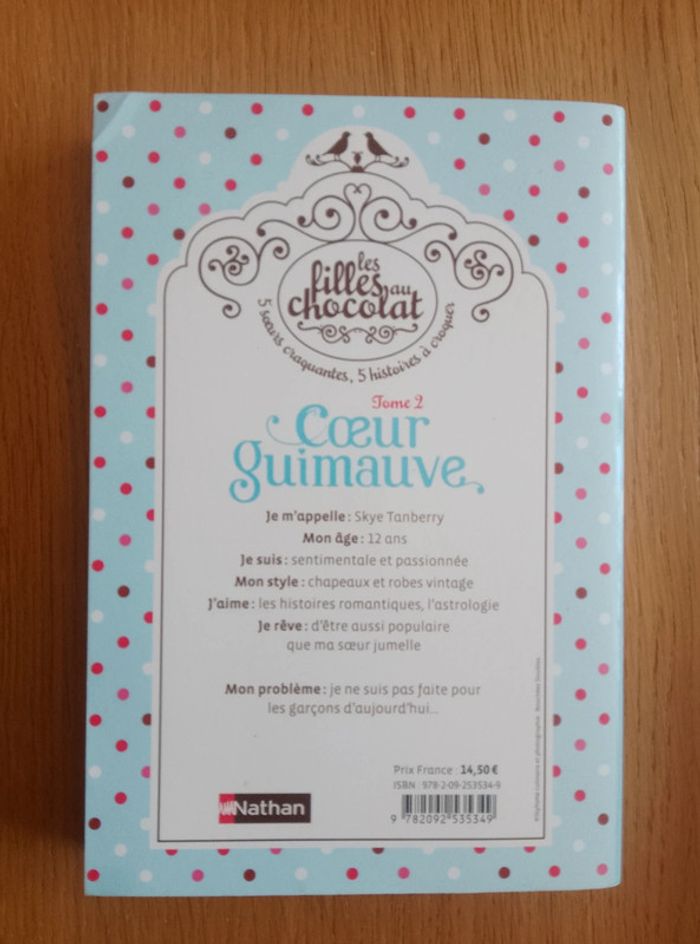 les
filles au
chocolat
5 sœurs craquantes, 5 histoires à croquer
Tome 2
Cœur
guimauve
Je m'appelle : Skye Tanberry
Mon âge : 12 ans
Je suis : sentimentale et passionnée
Mon style : chapeaux et robes vintage
J'aime : les histoires romantiques, l'astrologie
Je rêve : d'être aussi populaire
que ma sœur jumelle
Mon problème : je ne suis pas faite pour
les garçons d'aujourd'hui...
Prix France : 14,50 €
ISBN : 978-2-09-253534-9
Nathan
9 782092 535349